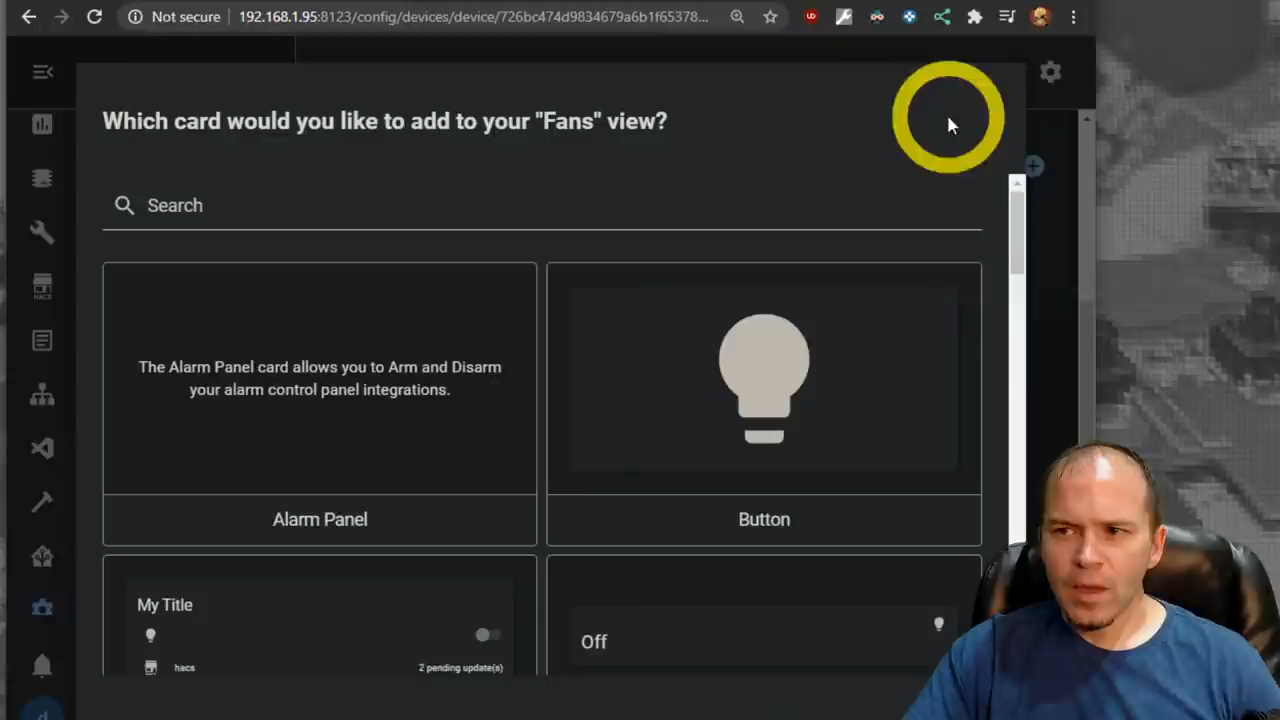 Not secure
192.168.1.95:8123/config/devices/device/726bc474d9834679a6b1f65378...
Which card would you like to add to your "Fans" view?
Search
The Alarm Panel card allows you to Arm and Disarm
your alarm control panel integrations.
Alarm Panel
Button
My Title
hacs
2 pending update(s)
Off
HACS
d